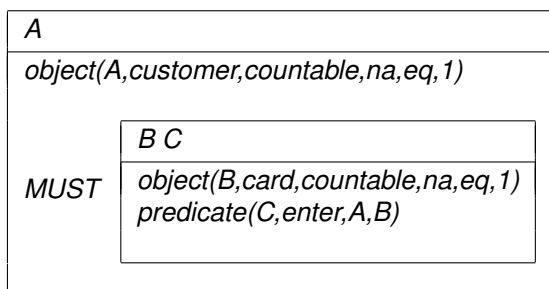 A
object(A,customer,countable,na,eq,1)
B C
MUST
object(B,card,countable,na,eq,1)
predicate(C,enter,A,B)